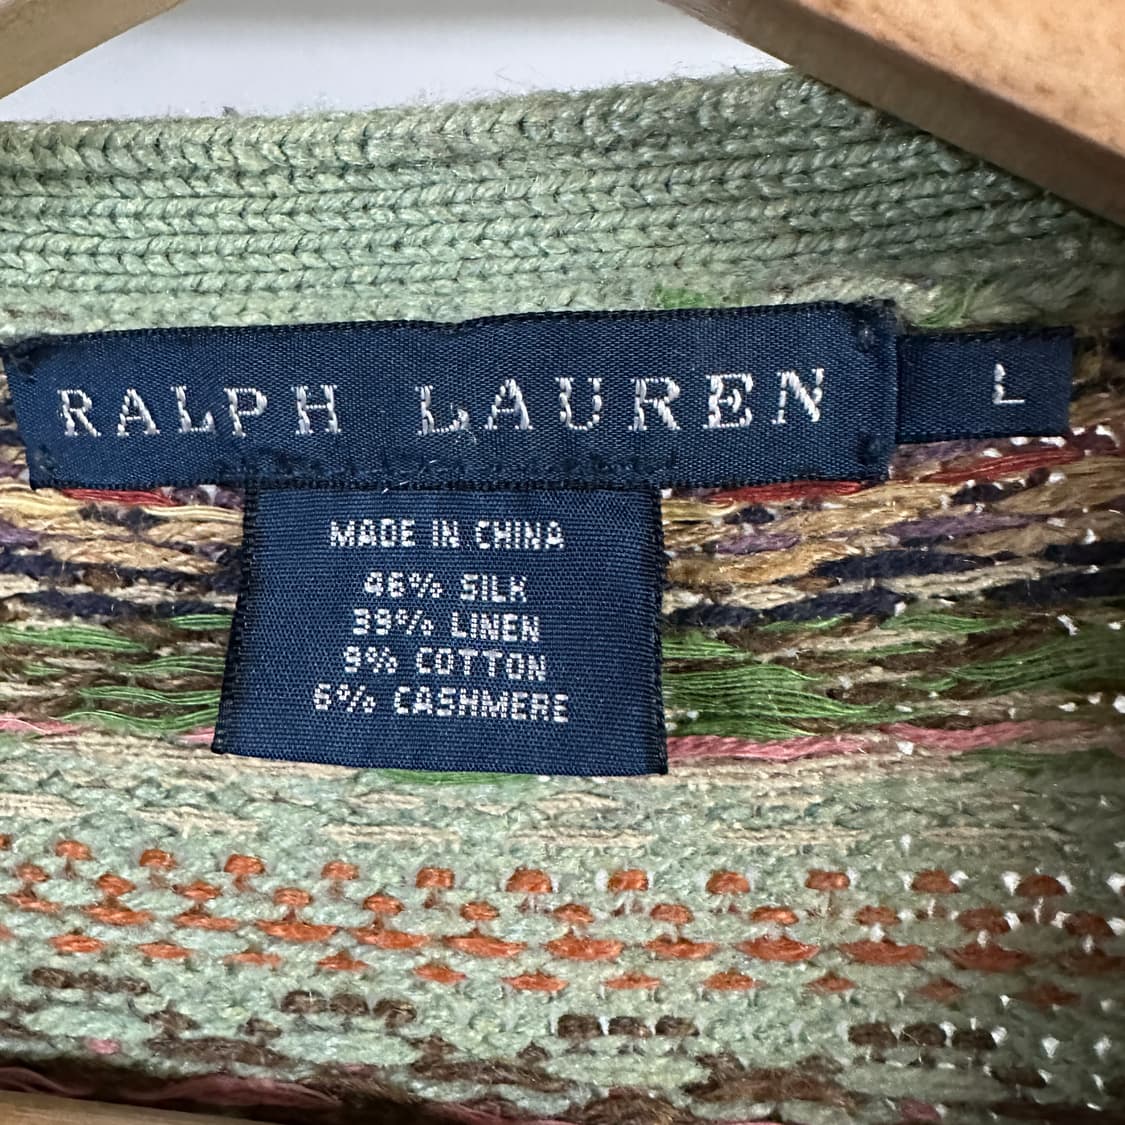 RALPH LAUREN
L
MADE IN CHINA
46% SILK
39% LINEN
9% COTTON
6% CASHMERE